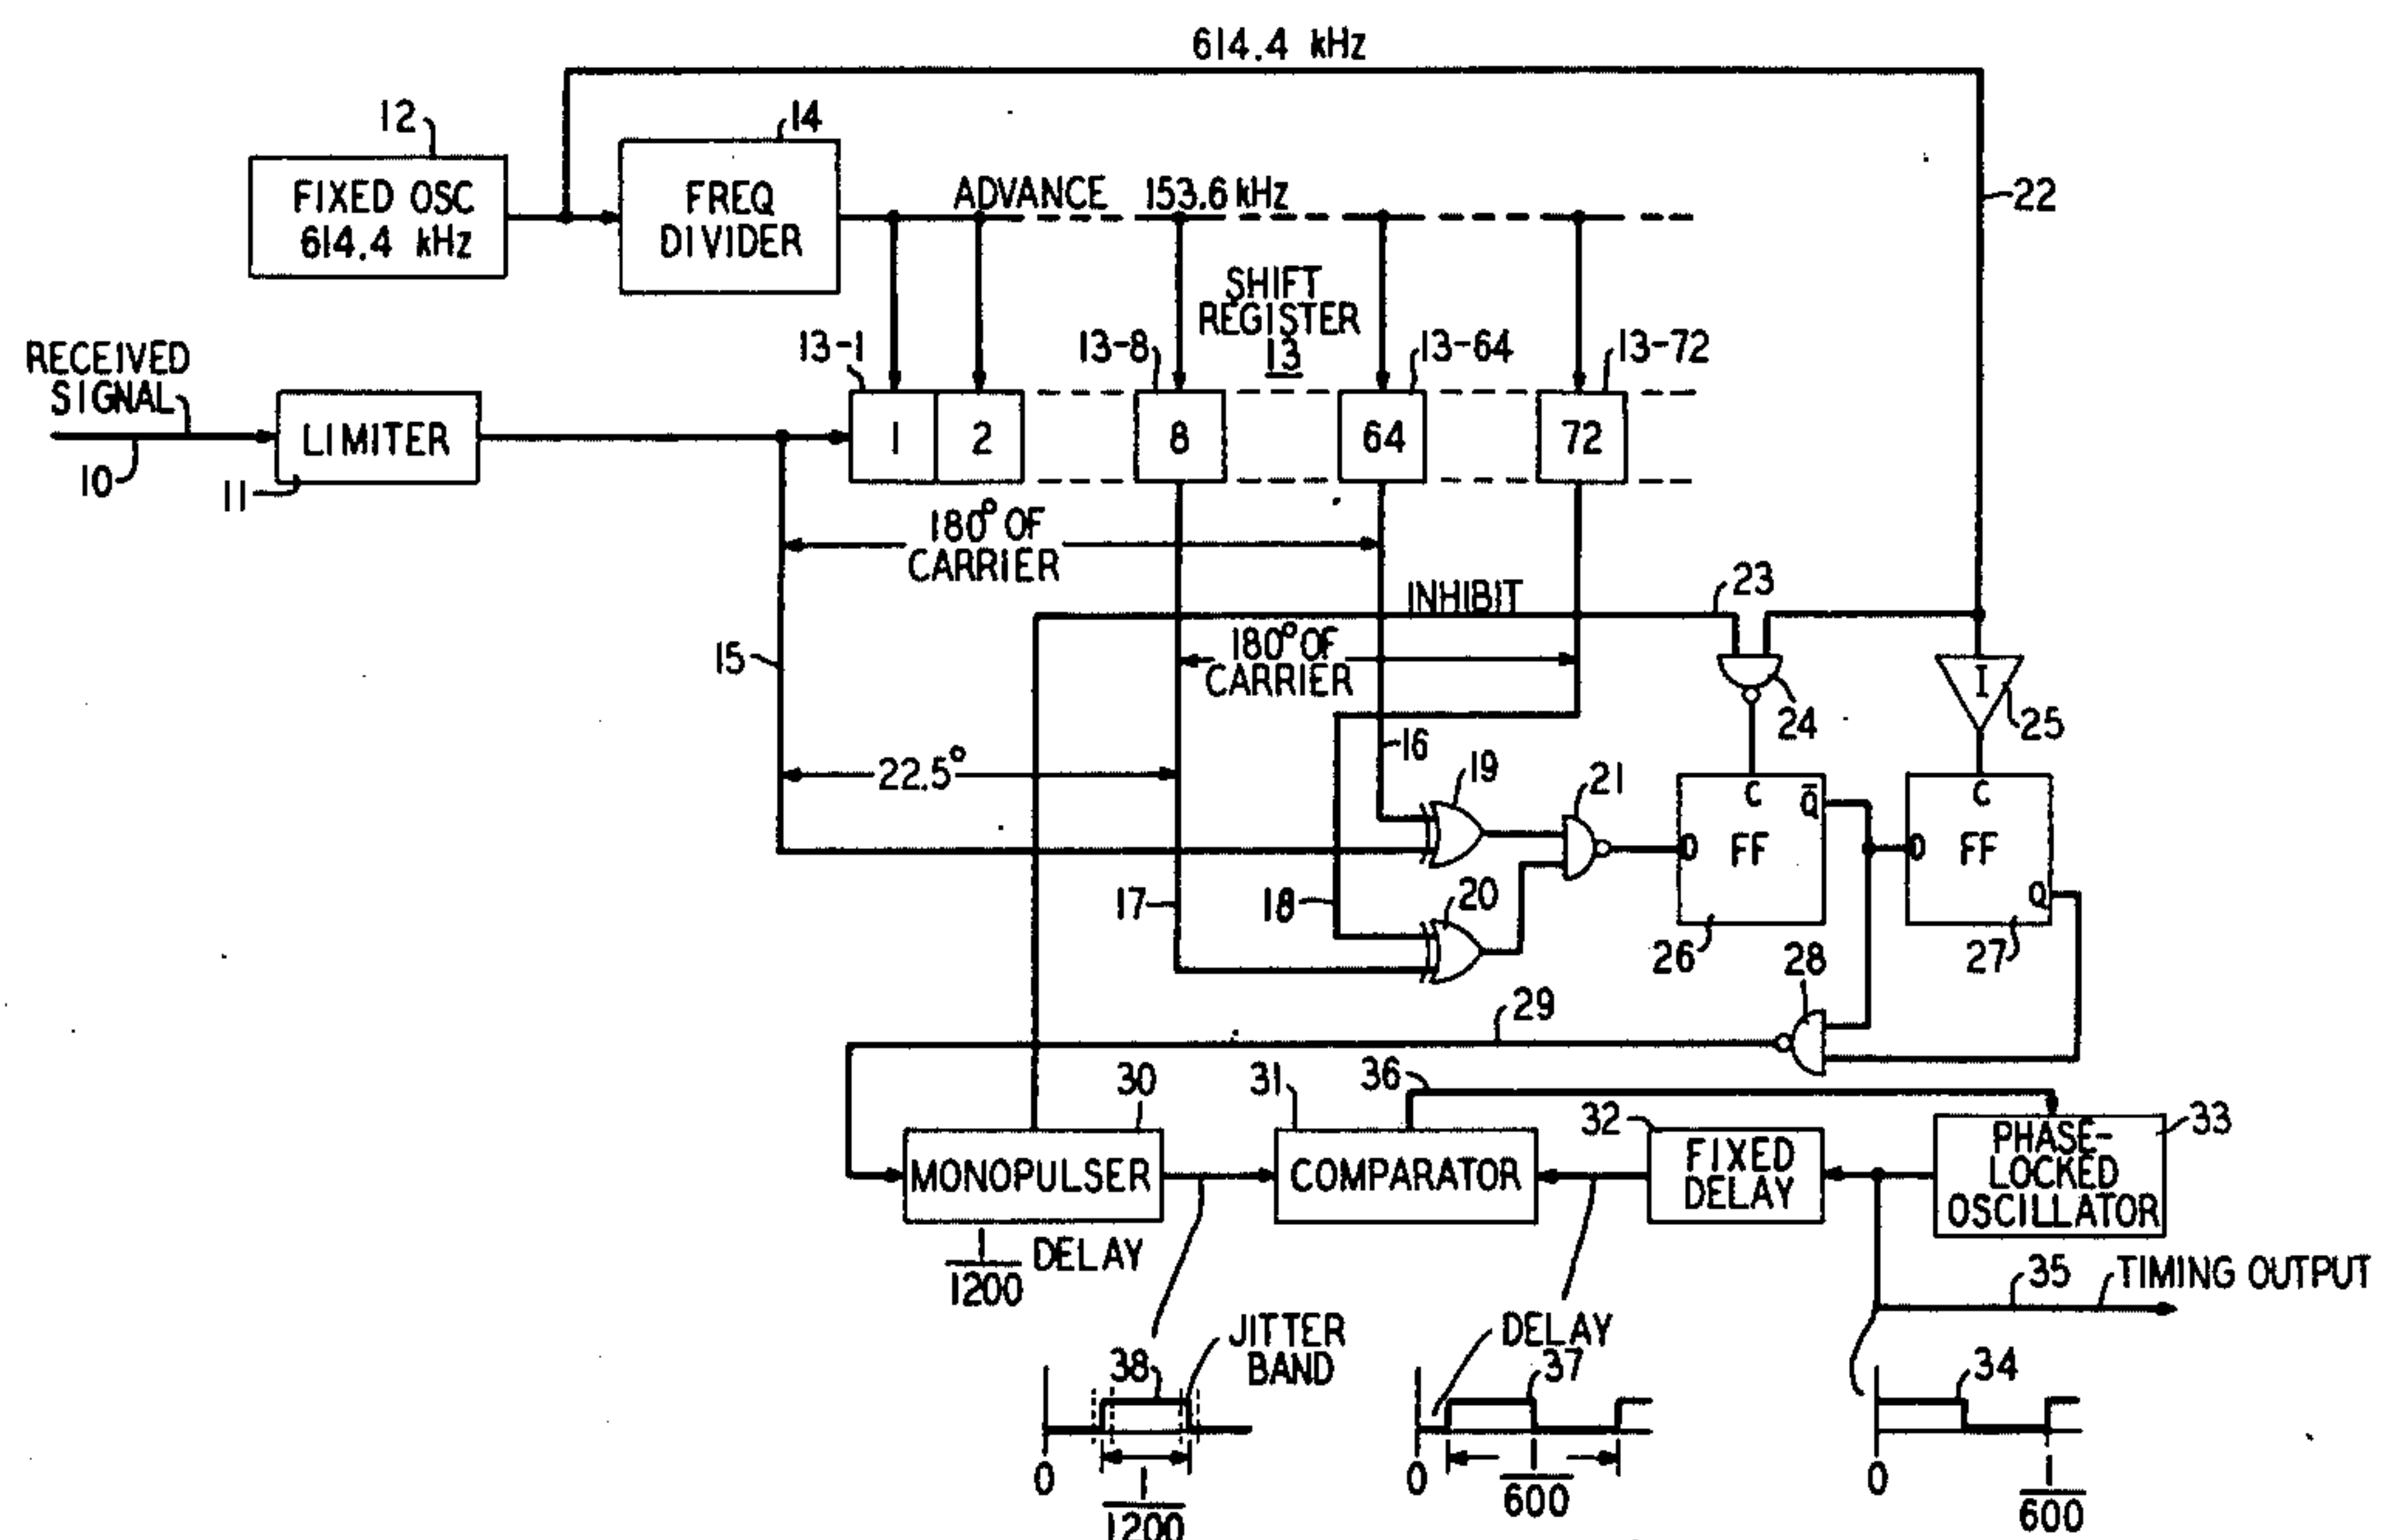 614.4 kHz
12
14
FIXED OSC
614.4 kHz
FREQ
DIVIDER
ADVANCE 153.6 kHz
22
SHIFT
REGISTER
13
RECEIVED
SIGNAL
10
11
LIMITER
13-1
13-8
13-64
13-72
1
2
8
64
72
180° OF
CARRIER
INHIBIT
23
180° OF
CARRIER
15
24
I
25
16
22.5°
19
21
C
Q̄
D
FF
C
D
FF
Q
17
18
20
26
27
28
29
30
31
36
32
33
MONOPULSER
COMPARATOR
FIXED
DELAY
PHASE-
LOCKED
OSCILLATOR
1/1200 DELAY
35
TIMING OUTPUT
JITTER
BAND
38
DELAY
37
34
0
1/1200
0
1/600
0
1/600